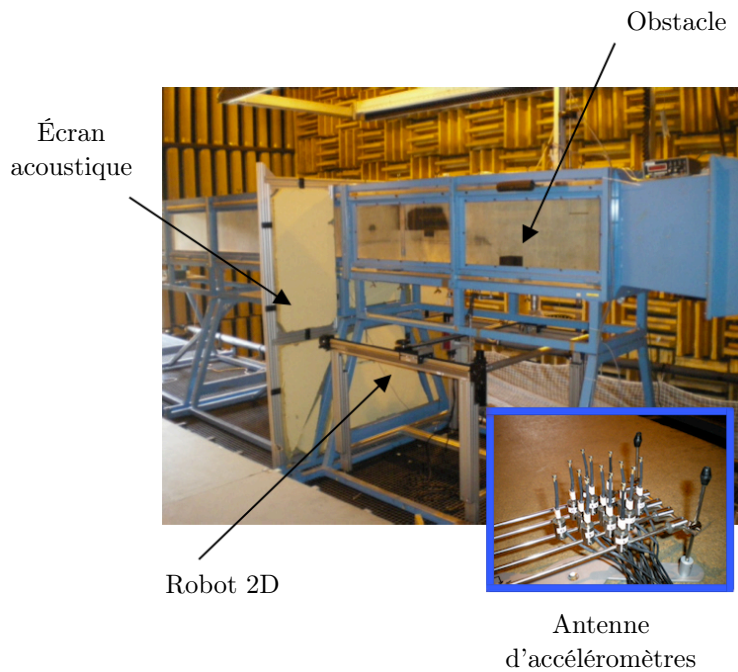 Obstacle
Écran
acoustique
Robot 2D
Antenne
d'accéléromètres